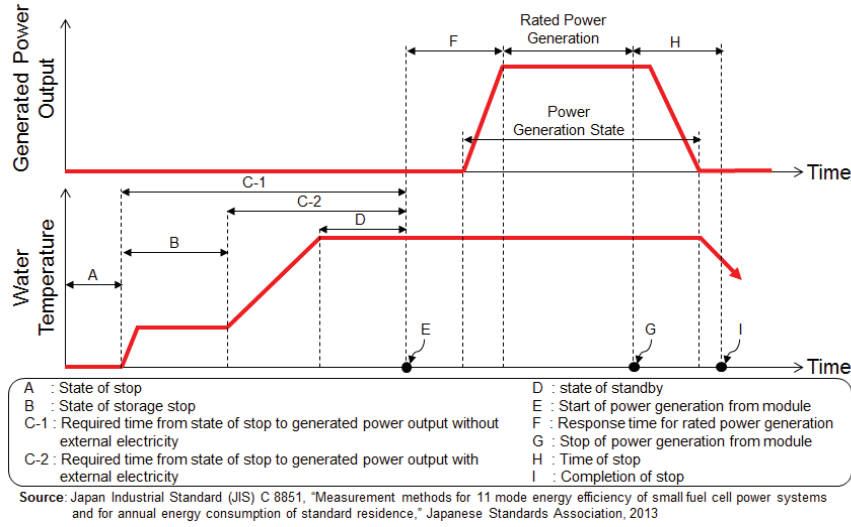 Generated Power
Output
F
Rated Power
Generation
H
Power
Generation State
Time
Water
Temperature
C-1
C-2
D
B
A
E
G
I
Time
A : State of stop
B : State of storage stop
C-1 : Required time from state of stop to generated power output without
external electricity
C-2 : Required time from state of stop to generated power output with
external electricity
D : state of standby
E : Start of power generation from module
F : Response time for rated power generation
G : Stop of power generation from module
H : Time of stop
I : Completion of stop
Source: Japan Industrial Standard (JIS) C 8851, “Measurement methods for 11 mode energy efficiency of small fuel cell power systems
and for annual energy consumption of standard residence,” Japanese Standards Association, 2013